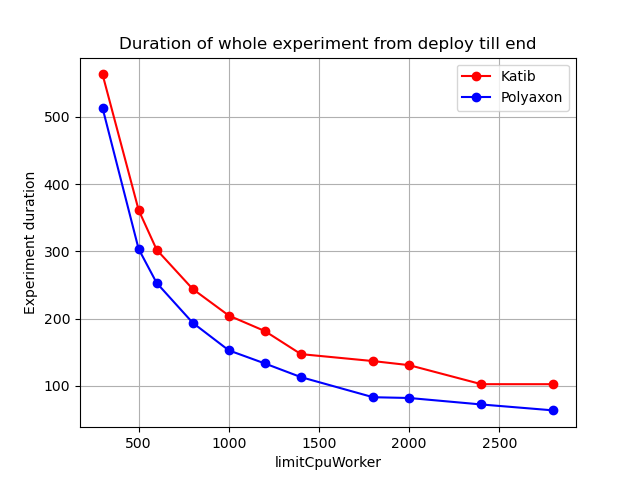 Duration of whole experiment from deploy till end
Katib
Polyaxon
500
400
300
200
100
Experiment duration
500
1000
1500
2000
2500
limitCpuWorker